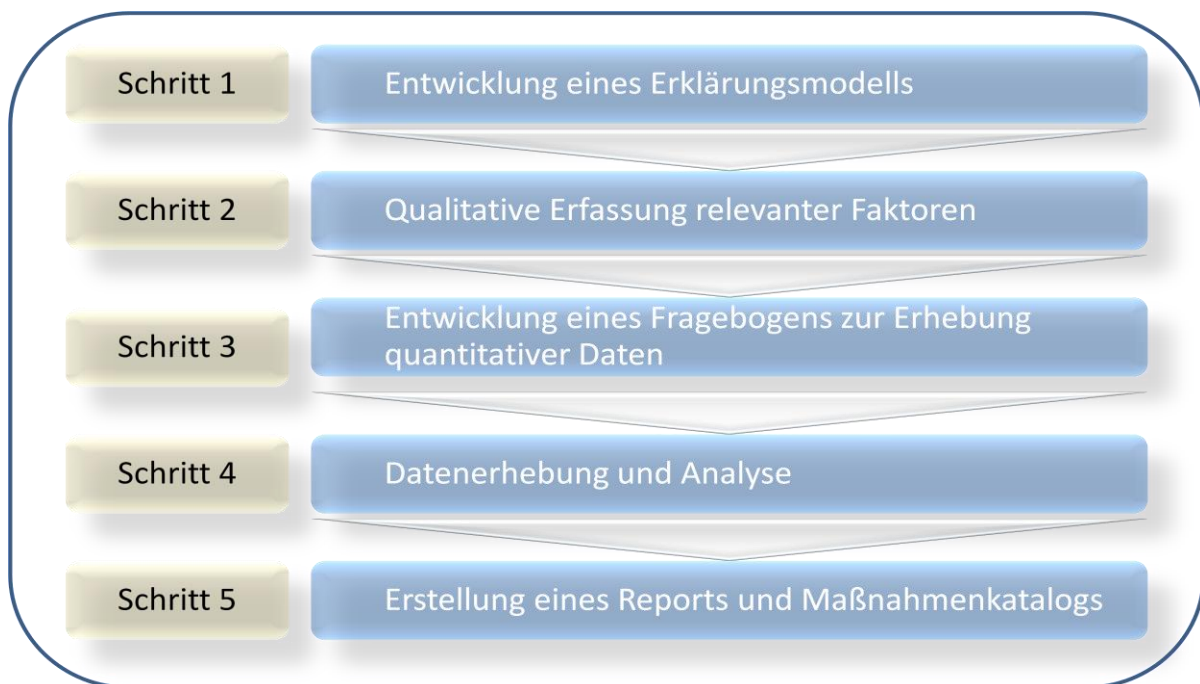 Schritt 1
Entwicklung eines Erklärungsmodells
Schritt 2
Qualitative Erfassung relevanter Faktoren
Schritt 3
Entwicklung eines Fragebogens zur Erhebung
quantitativer Daten
Schritt 4
Datenerhebung und Analyse
Schritt 5
Erstellung eines Reports und Maßnahmenkatalogs